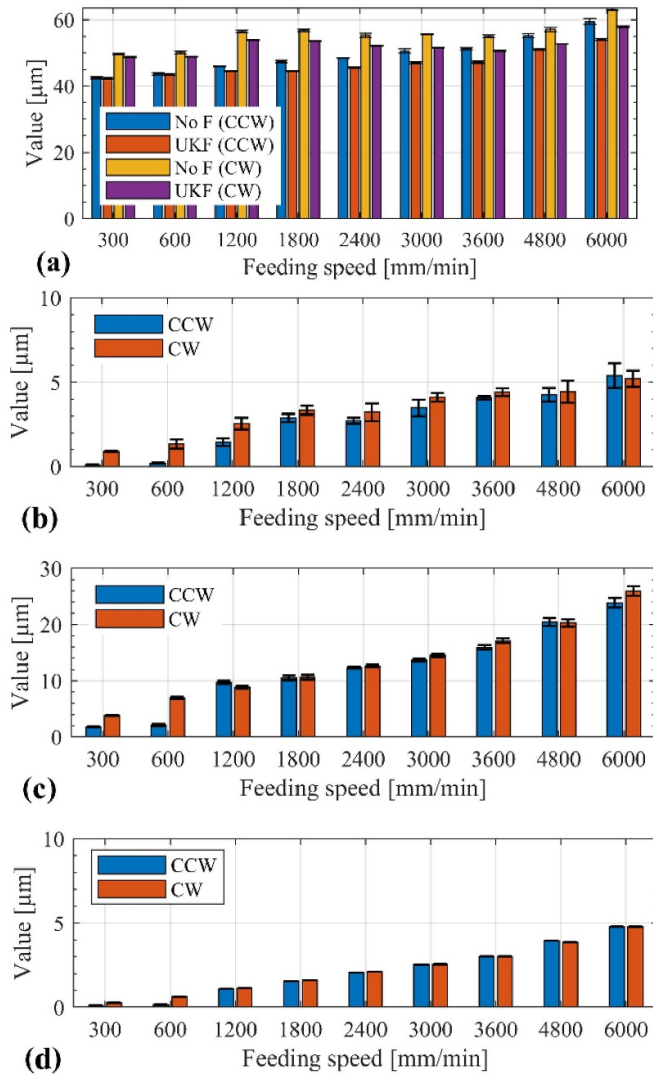 60
40
20
0
Value [µm]
No F (CCW)
UKF (CCW)
No F (CW)
UKF (CW)
300 600 1200 1800 2400 3000 3600 4800 6000
(a)
Feeding speed [mm/min]
10
5
0
Value [µm]
CCW
CW
300 600 1200 1800 2400 3000 3600 4800 6000
(b)
Feeding speed [mm/min]
30
20
10
0
Value [µm]
CCW
CW
300 600 1200 1800 2400 3000 3600 4800 6000
(c)
Feeding speed [mm/min]
10
5
0
Value [µm]
CCW
CW
300 600 1200 1800 2400 3000 3600 4800 6000
(d)
Feeding speed [mm/min]